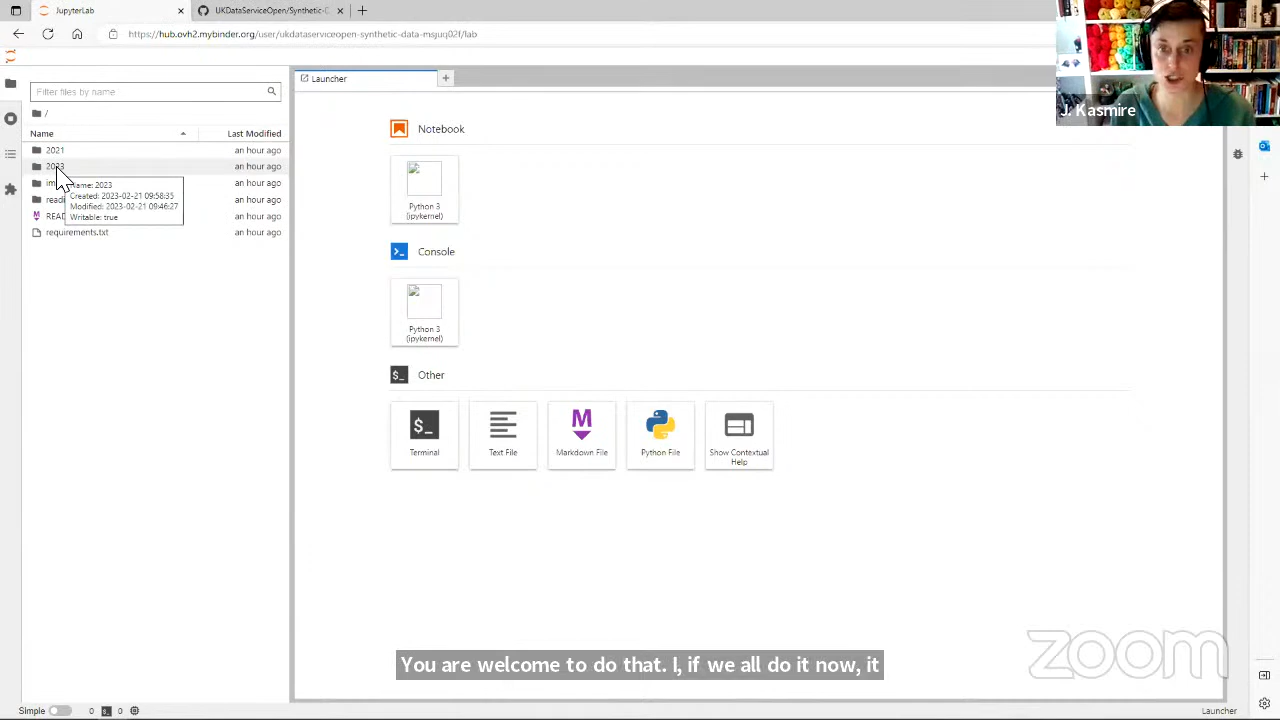 JupyterLab
UKDataServiceOpen/Synthetic-D
https://hub.ovh2.mybinder.org/user/ukdataserviceopen-synthetic-data-msjuq02f/lab
J. Kasmire
Launcher
Filter files by name
/
Name
Last Modified
2021
an hour ago
an hour ago
an hour ago
an hour ago
an hour ago
requirements.txt
an hour ago
Name: 2023
Created: 2023-02-21 09:58:35
Modified: 2023-02-21 09:46:27
Writable: true
Notebook
Python 3
(ipykernel)
Console
Python 3
(ipykernel)
$_ Other
$_
Terminal
Text File
M
Markdown File
Python File
Show Contextual
Help
You are welcome to do that. I, if we all do it now, it
zoom
Simple
0
$_
0
Launcher